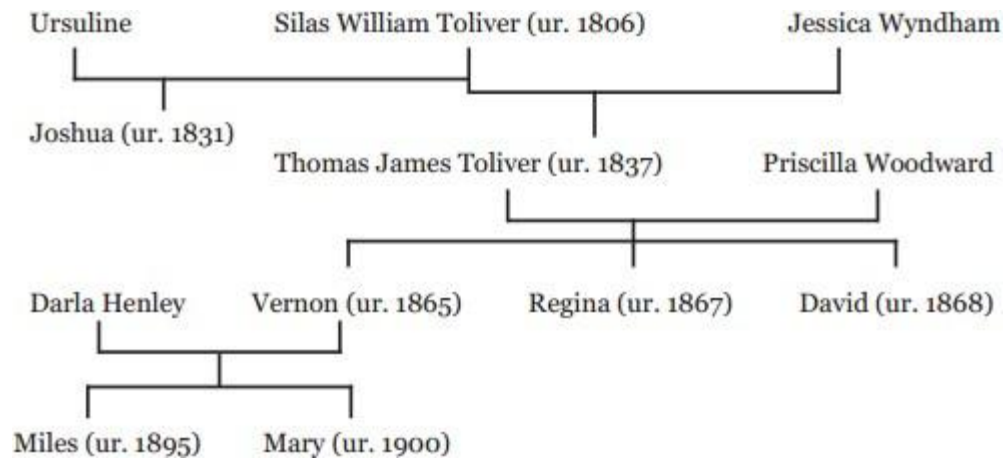 Ursuline Silas William Toliver (ur. 1806) Jessica Wyndham
Joshua (ur. 1831)
Thomas James Toliver (ur. 1837) Priscilla Woodward
Darla Henley Vernon (ur. 1865) Regina (ur. 1867) David (ur. 1868)
Miles (ur. 1895) Mary (ur. 1900)